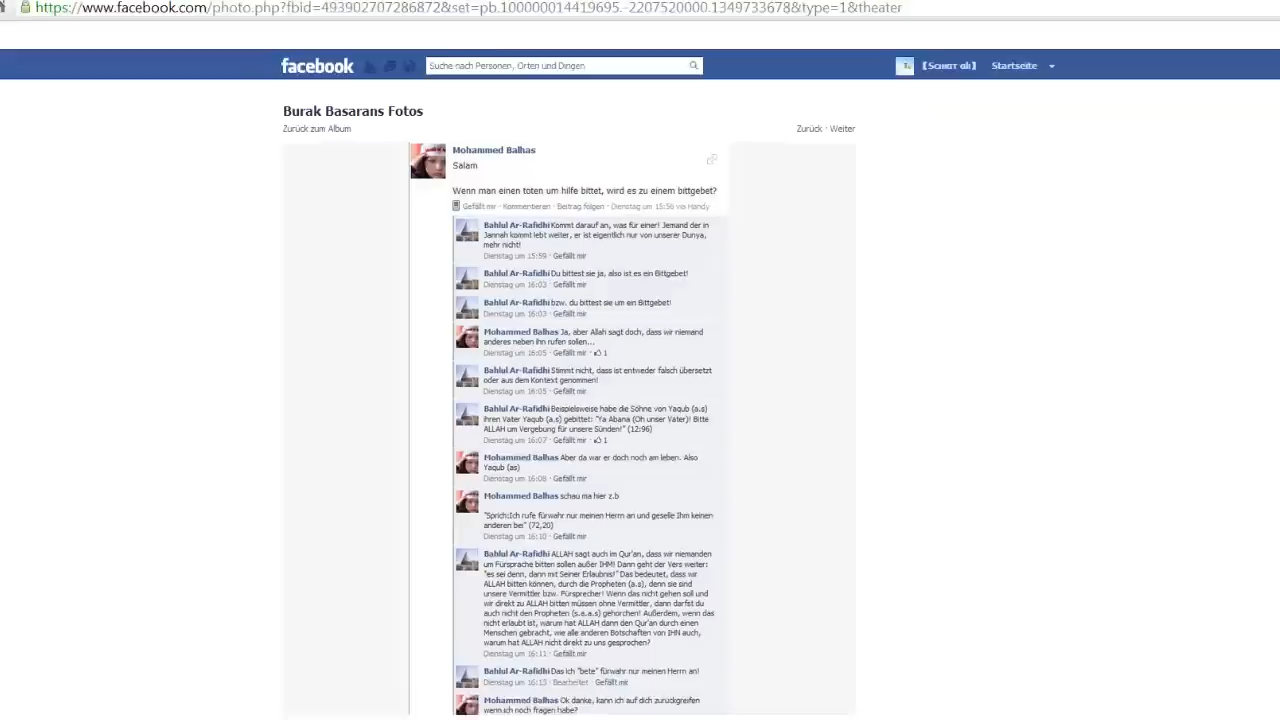 https://www.facebook.com/photo.php?fbid=493902707286872&set=pb.100000014419695.-2207520000.1349733678&type=1&theater
facebook
Suche nach Personen, Orten und Dingen
Startseite
Burak Basarans Fotos
Zurück zum Album
Zurück · Weiter
Mohammed Balhas
Salam
Wenn man einen toten um hilfe bittet, wird es zu einem bittgebet?
Gefällt mir · Kommentieren · Beitrag folgen · Dienstag um 15:56 via Handy
Bahlul Ar-Rafidhi Kommt darauf an, was für einer! Jemand der in
Jannah kommt lebt weiter, er ist eigentlich nur von unserer Dunya,
mehr nicht!
Dienstag um 15:59 · Gefällt mir
Bahlul Ar-Rafidhi Du bittest sie ja, also ist es ein Bittgebet!
Dienstag um 16:03 · Gefällt mir
Bahlul Ar-Rafidhi bzw. du bittest sie um ein Bittgebet!
Dienstag um 16:03 · Gefällt mir
Mohammed Balhas Ja, aber Allah sagt doch, dass wir niemand
anderes neben ihn rufen sollen...
Dienstag um 16:05 · Gefällt mir · 1
Bahlul Ar-Rafidhi Stimmt nicht, dass ist entweder falsch übersetzt
oder aus dem Kontext genommen!
Dienstag um 16:05 · Gefällt mir
Bahlul Ar-Rafidhi Beispielsweise habe die Söhne von Yaqub (a.s)
ihren Vater Yaqub (a.s) gebittet: "Ya Abana (Oh unser Vater)! Bitte
ALLAH um Vergebung für unsere Sünden!" (12:96)
Dienstag um 16:07 · Gefällt mir · 1
Mohammed Balhas Aber da war er doch noch am leben. Also
Yaqub (as)
Dienstag um 16:08 · Gefällt mir
Mohammed Balhas schau ma hier z.b
"Sprich:Ich rufe fürwahr nur meinen Herrn an und geselle Ihm keinen
anderen bei" (72,20)
Dienstag um 16:10 · Gefällt mir
Bahlul Ar-Rafidhi ALLAH sagt auch im Qur'an, dass wir niemanden
um Fürsprache bitten sollen außer IHM! Dann geht der Vers weiter:
"es sei denn, dann mit Seiner Erlaubnis!" Das bedeutet, dass wir
ALLAH bitten können, durch die Propheten (a.s), denn sie sind
unsere Vermittler bzw. Fürsprecher! Wenn das nicht gehen soll und
wir direkt zu ALLAH bitten müssen ohne Vermittler, dann darfst du
auch nicht den Propheten (s.a.a.s) gehorchen! Außerdem, wenn das
nicht erlaubt ist, warum hat ALLAH dann den Qur'an durch einen
Menschen gebracht, wie alle anderen Botschaften von IHN auch,
warum hat ALLAH nicht direkt zu uns gesprochen?
Dienstag um 16:11 · Gefällt mir
Bahlul Ar-Rafidhi Das ich "bete" fürwahr nur meinen Herrn an!
Dienstag um 16:13 · Bearbeitet · Gefällt mir
Mohammed Balhas Ok danke, kann ich auf dich zurückgreifen
wenn ich noch fragen habe?